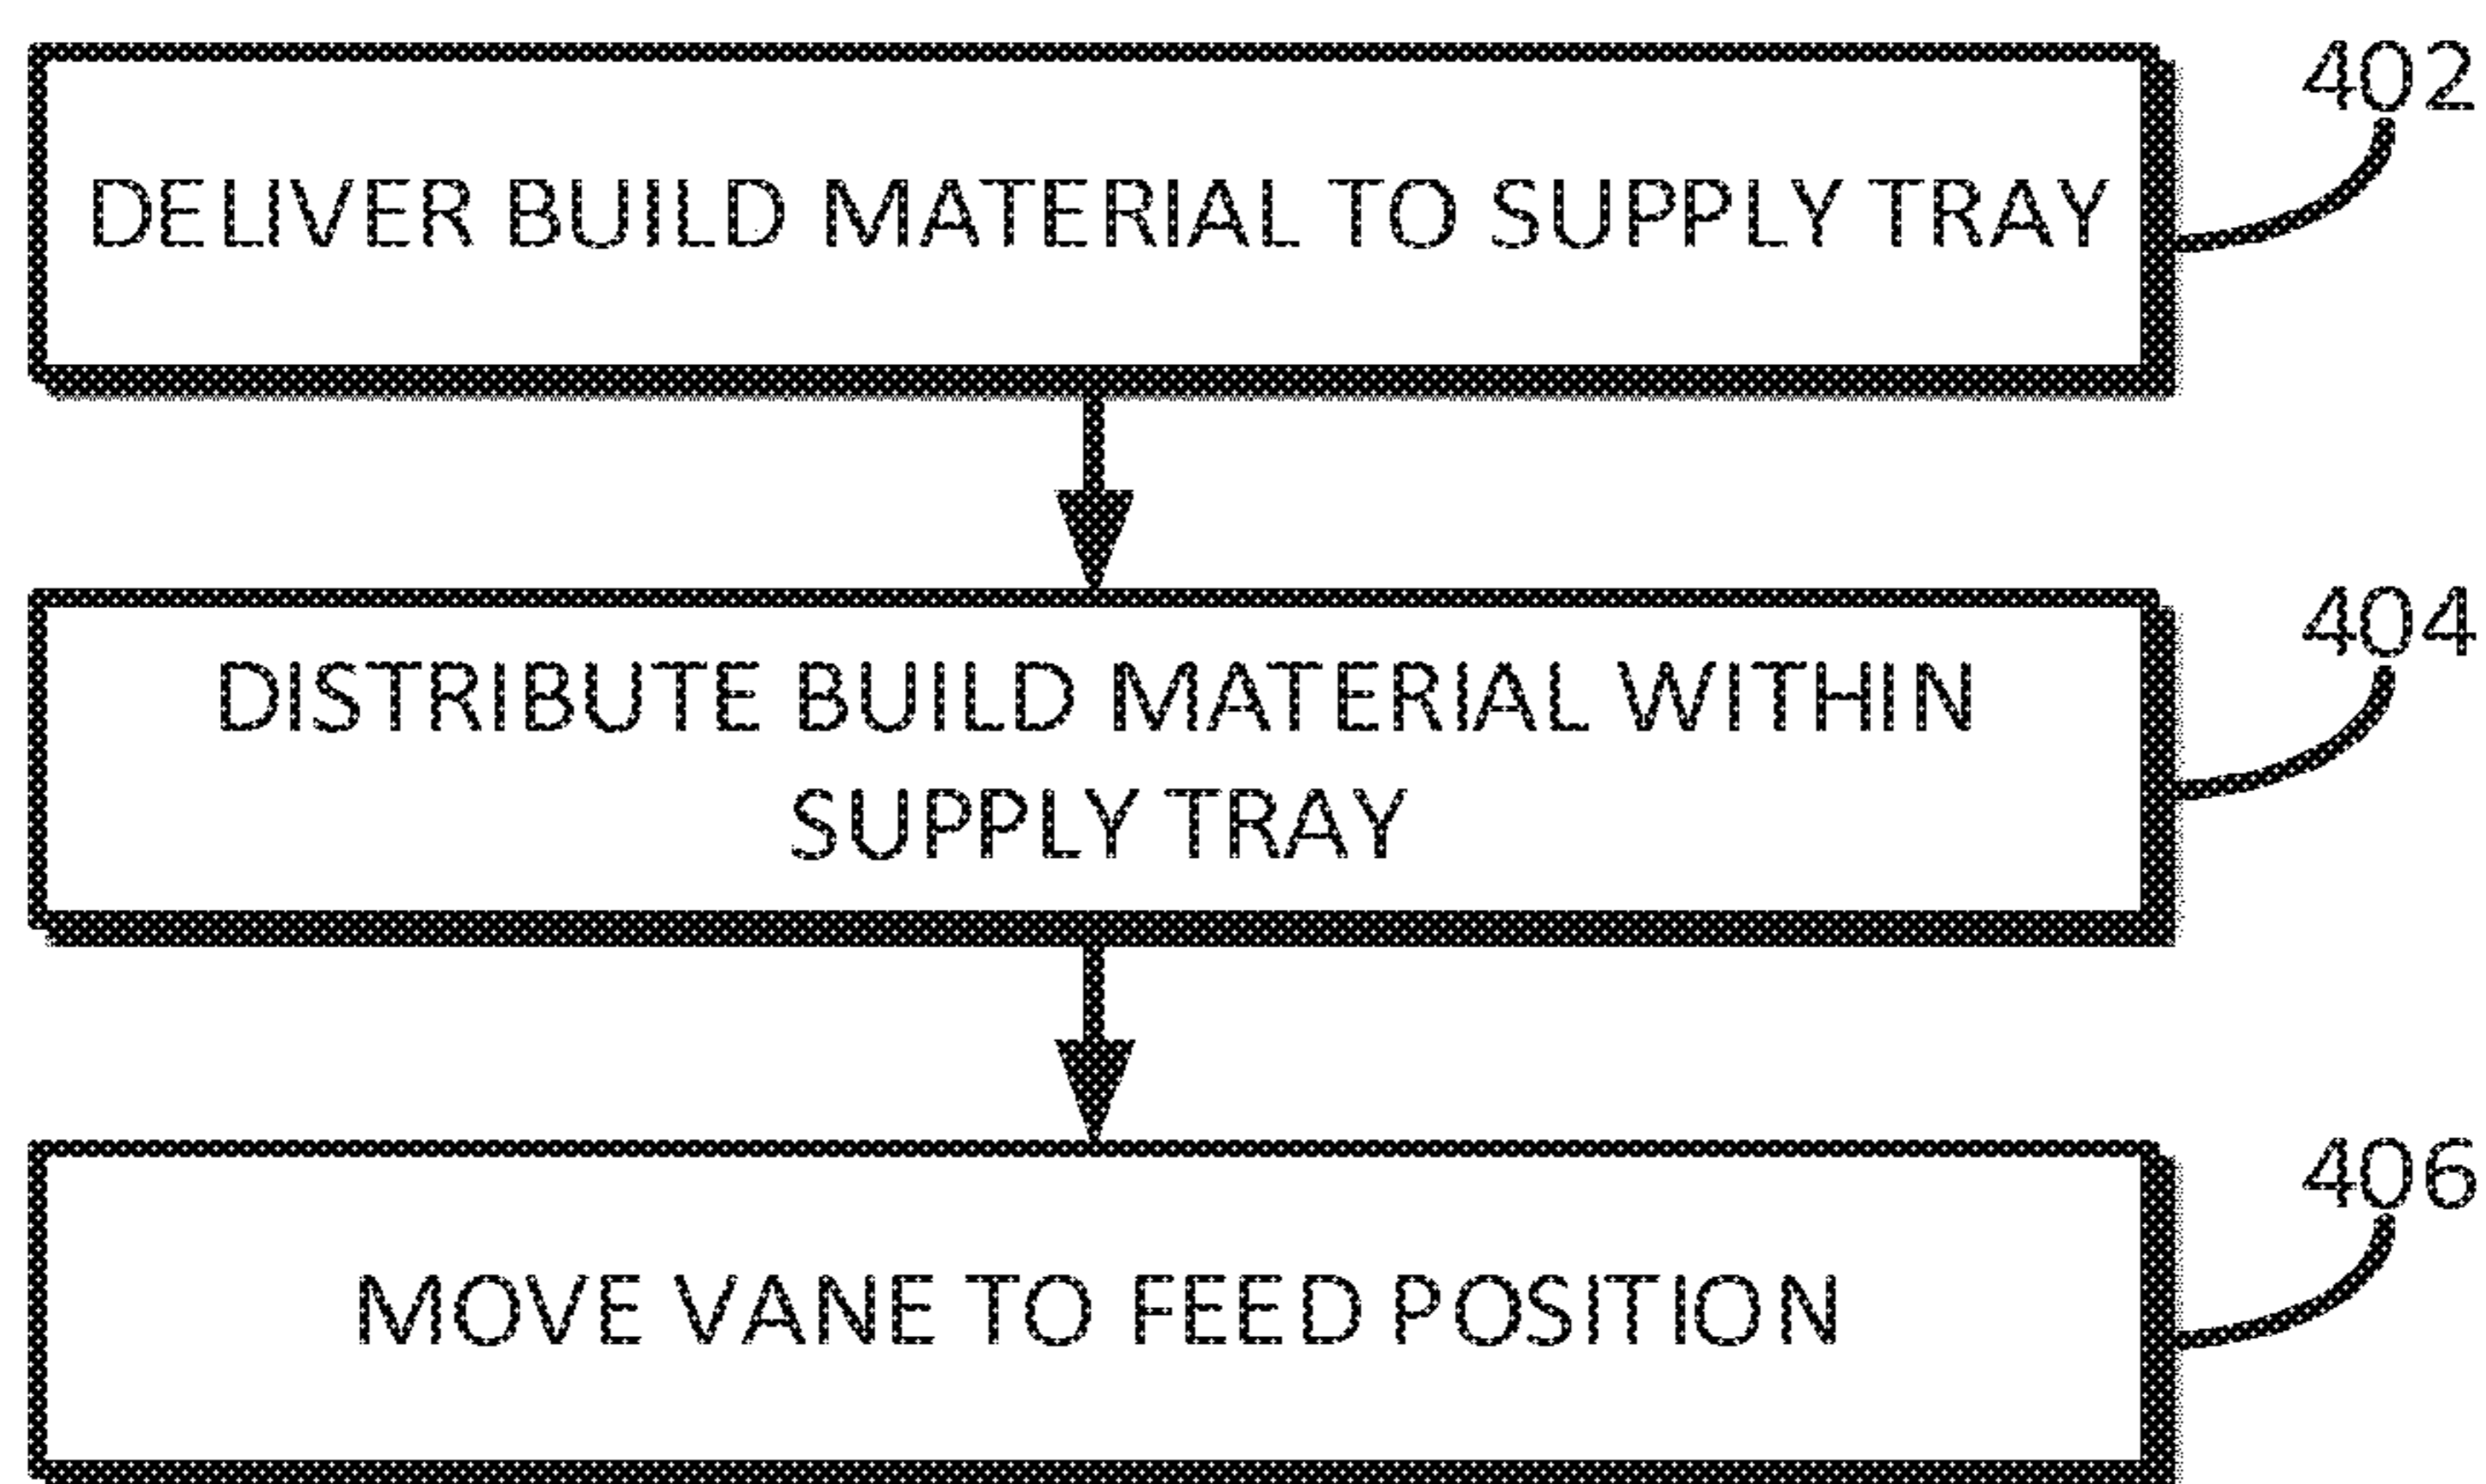 402
DELIVER BUILD MATERIAL TO SUPPLY TRAY
404
DISTRIBUTE BUILD MATERIAL WITHIN
SUPPLY TRAY
406
MOVE VANE TO FEED POSITION